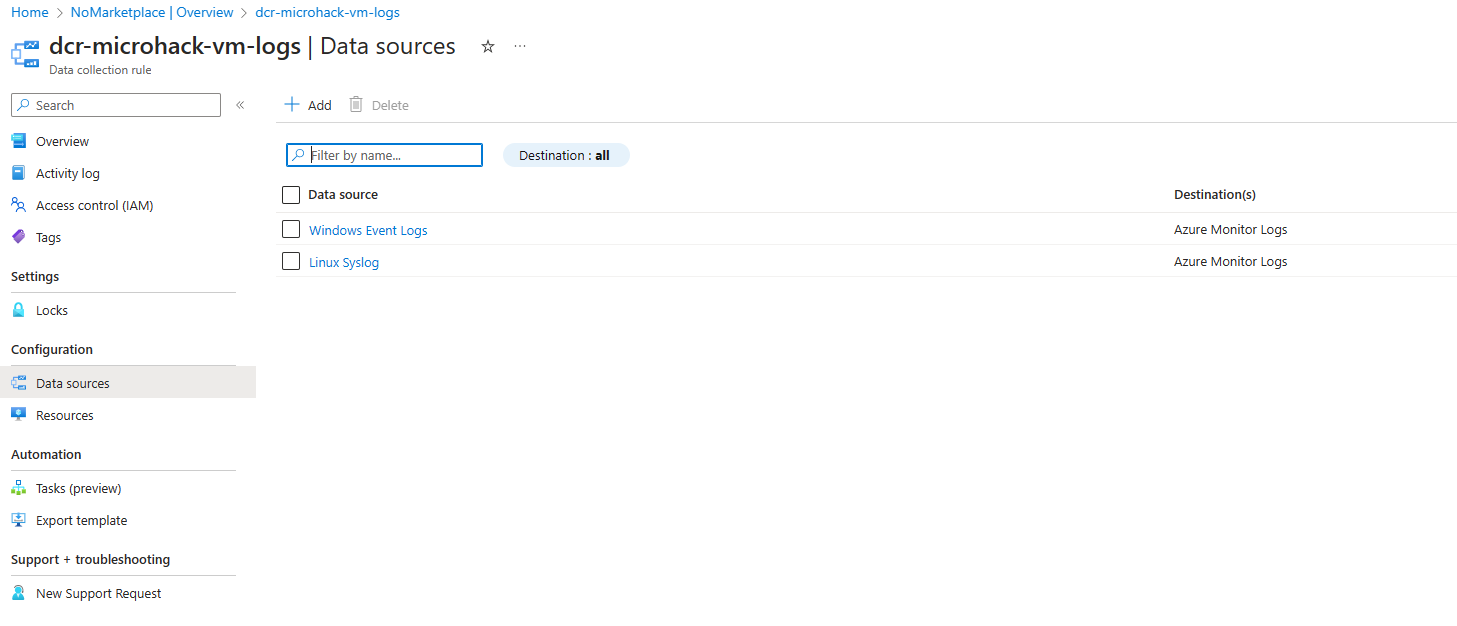 Home > NoMarketplace | Overview > dcr-microhack-vm-logs
dcr-microhack-vm-logs | Data sources ☆ ···
Data collection rule
Search «
Overview
Activity log
Access control (IAM)
Tags
Settings
Locks
Configuration
Data sources
Resources
Automation
Tasks (preview)
Export template
Support + troubleshooting
New Support Request
+ Add Delete
Filter by name... Destination : all
Data source Destination(s)
Windows Event Logs Azure Monitor Logs
Linux Syslog Azure Monitor Logs